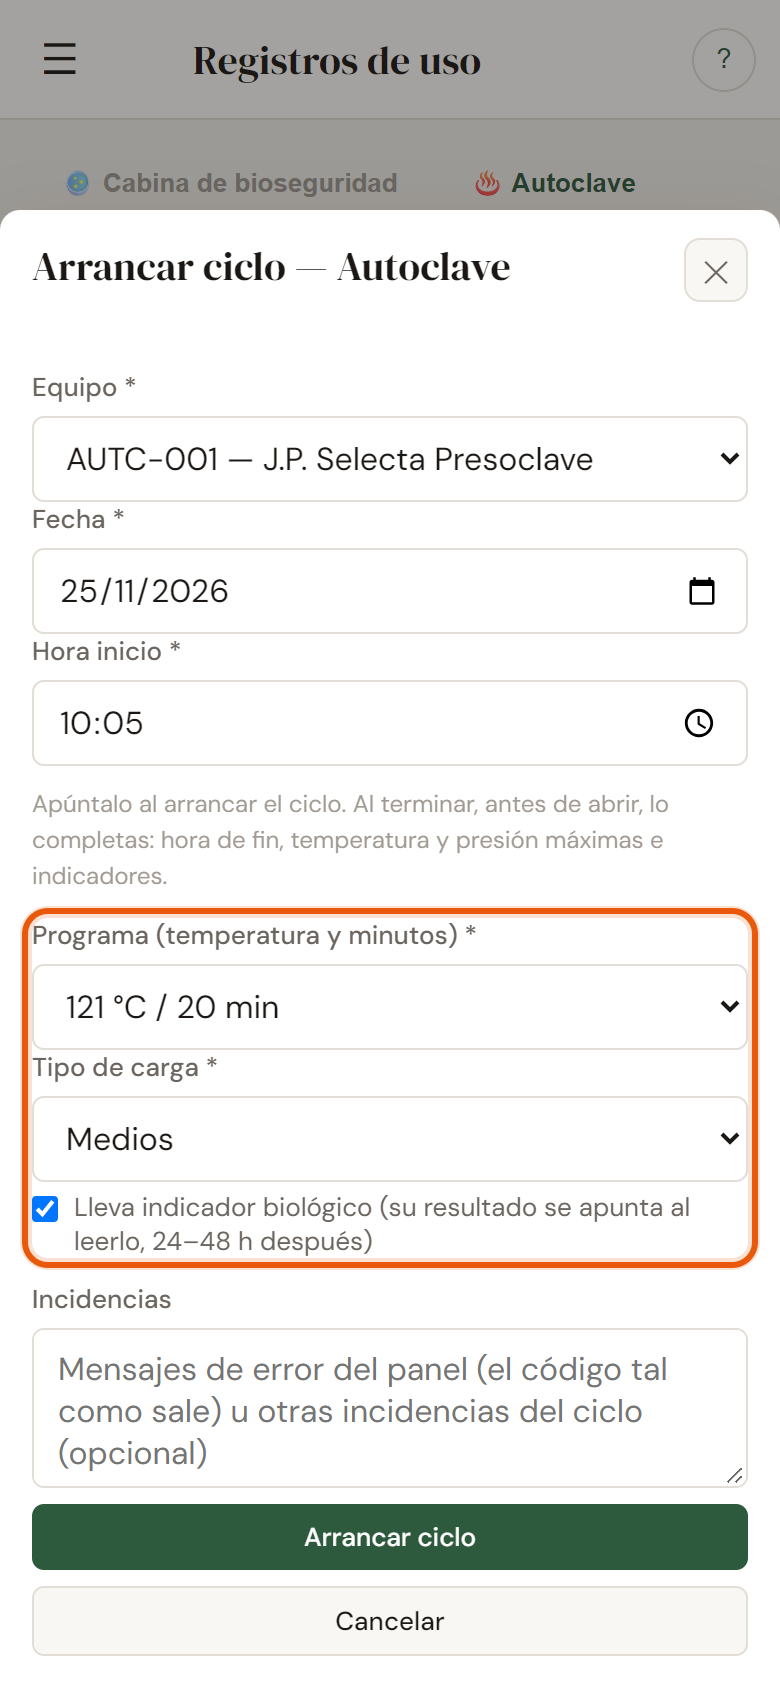 Registros de uso
?
Cabina de bioseguridad
Autoclave
Arrancar ciclo — Autoclave
Equipo *
AUTC-001 — J.P. Selecta Presoclave
Fecha *
25/11/2026
Hora inicio *
10:05
Apúntalo al arrancar el ciclo. Al terminar, antes de abrir, lo
completas: hora de fin, temperatura y presión máximas e
indicadores.
Programa (temperatura y minutos) *
121 °C / 20 min
Tipo de carga *
Medios
Lleva indicador biológico (su resultado se apunta al
leerlo, 24–48 h después)
Incidencias
Mensajes de error del panel (el código tal
como sale) u otras incidencias del ciclo
(opcional)
Arrancar ciclo
Cancelar